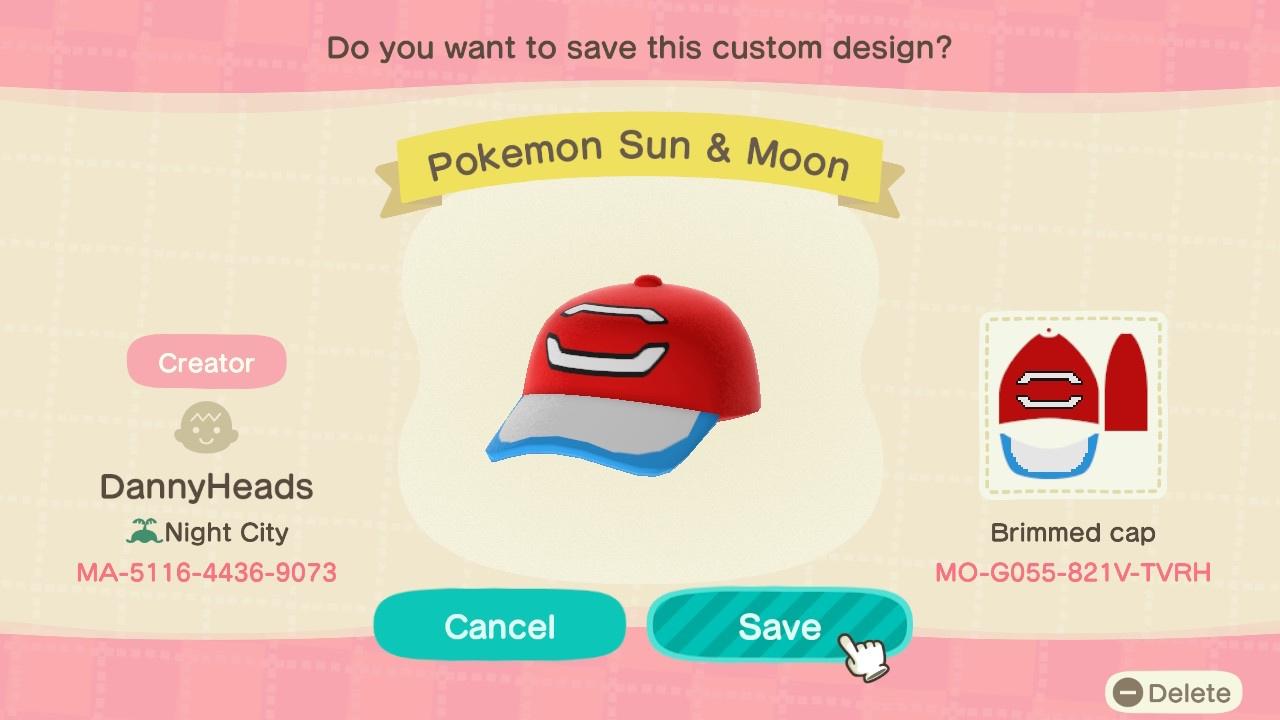 Do you want to save this custom design?
Pokemon Sun & Moon
Creator
DannyHeads
Night City
MA-5116-4436-9073
Brimmed cap
MO-G055-821V-TVRH
Cancel
Save
Delete